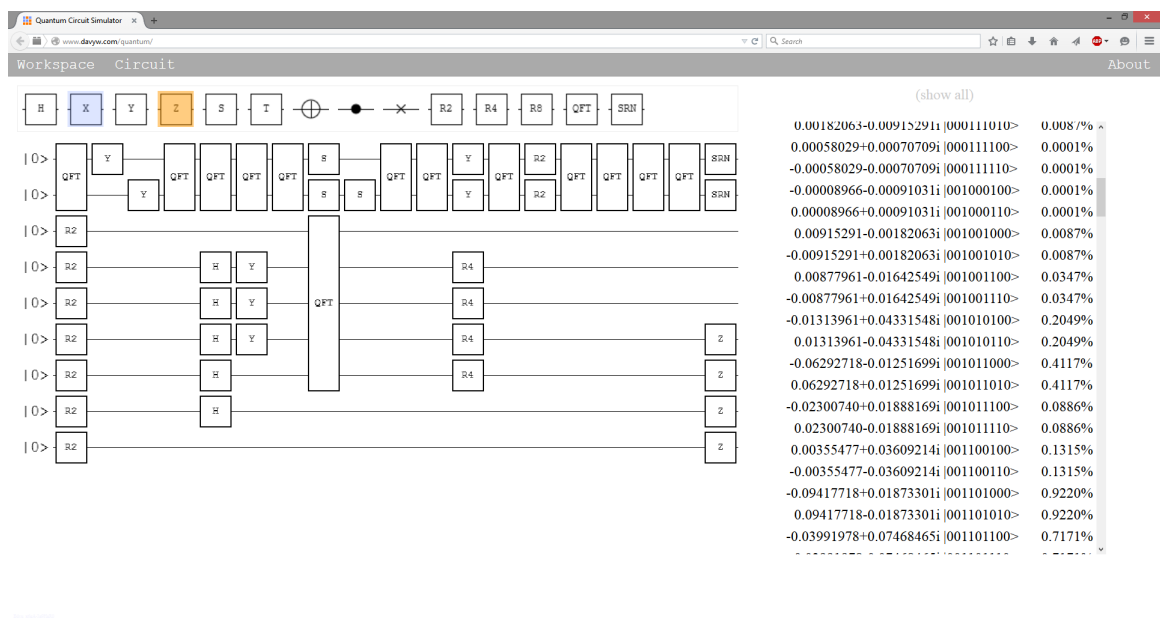 Quantum Circuit Simulator × +
www.davyw.com/quantum/ Search ABP
Workspace Circuit About
H X Y Z S T R2 R4 R8 QFT SRN
(show all)
0.00182063-0.00915291i |000111010> 0.0087%
0.00058029+0.00070709i |000111100> 0.0001%
-0.00058029-0.00070709i |000111110> 0.0001%
-0.00008966-0.00091031i |001000100> 0.0001%
0.00008966+0.00091031i |001000110> 0.0001%
0.00915291-0.00182063i |001001000> 0.0087%
-0.00915291+0.00182063i |001001010> 0.0087%
0.00877961-0.01642549i |001001100> 0.0347%
-0.00877961+0.01642549i |001001110> 0.0347%
-0.01313961+0.04331548i |001010100> 0.2049%
0.01313961-0.04331548i |001010110> 0.2049%
-0.06292718-0.01251699i |001011000> 0.4117%
0.06292718+0.01251699i |001011010> 0.4117%
-0.02300740+0.01888169i |001011100> 0.0886%
0.02300740-0.01888169i |001011110> 0.0886%
0.00355477+0.03609214i |001100100> 0.1315%
-0.00355477-0.03609214i |001100110> 0.1315%
-0.09417718+0.01873301i |001101000> 0.9220%
0.09417718-0.01873301i |001101010> 0.9220%
-0.03991978+0.07468465i |001101100> 0.7171%
|0> QFT Y QFT QFT QFT QFT S QFT QFT Y QFT R2 QFT QFT QFT QFT SRN
|0> Y S S Y R2 SRN
|0> R2
|0> R2 H Y R4
|0> R2 H Y QFT R4
|0> R2 H Y R4 Z
|0> R2 H R4 Z
|0> R2 H Z
|0> R2 Z